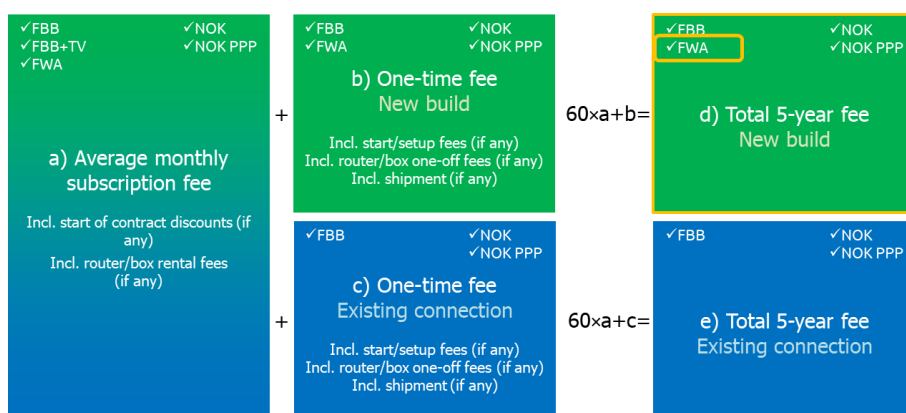 ✓FBB ✓NOK
✓FBB+TV ✓NOK PPP
✓FWA
a) Average monthly
subscription fee
Incl. start of contract discounts (if
any)
Incl. router/box rental fees
(if any)
+
✓FBB ✓NOK
✓FWA ✓NOK PPP
b) One-time fee
New build
Incl. start/setup fees (if any)
Incl. router/box one-off fees (if any)
Incl. shipment (if any)
60×a+b=
✓FBB ✓NOK
✓FWA ✓NOK PPP
d) Total 5-year fee
New build
+
✓FBB ✓NOK
✓NOK PPP
c) One-time fee
Existing connection
Incl. start/setup fees (if any)
Incl. router/box one-off fees (if any)
Incl. shipment (if any)
60×a+c=
✓FBB ✓NOK
✓NOK PPP
e) Total 5-year fee
Existing connection